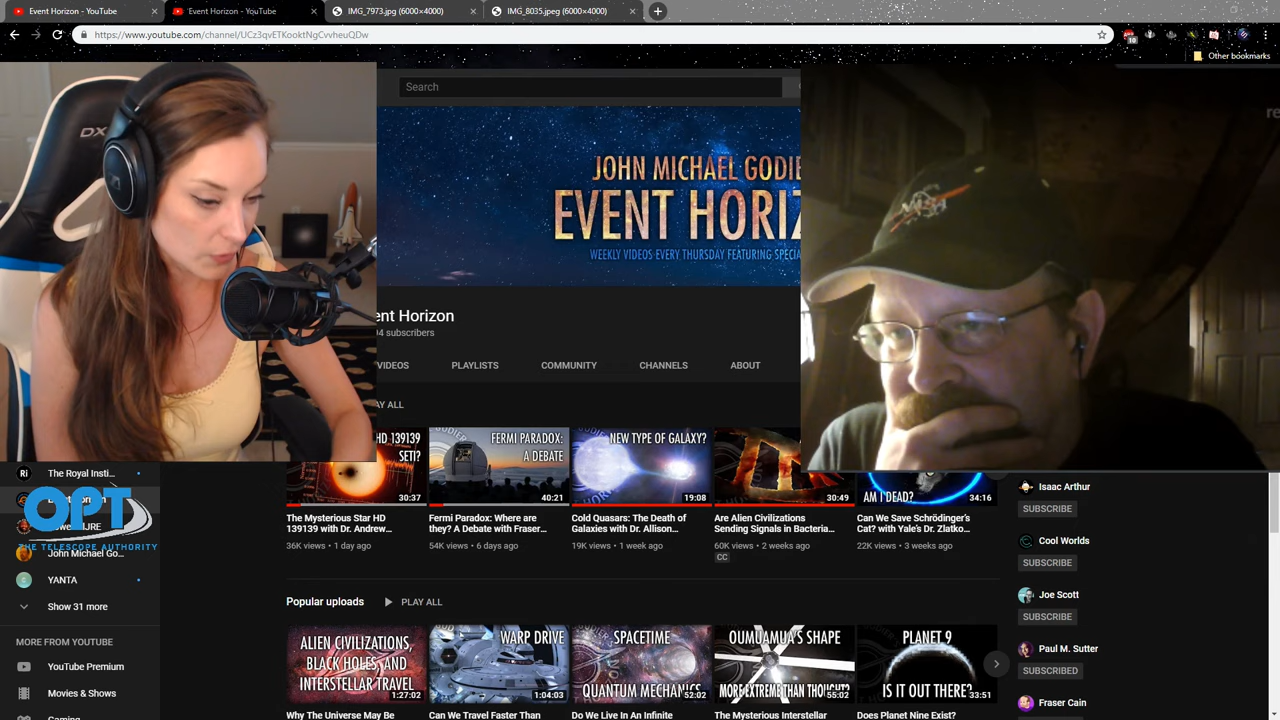 Event Horizon - YouTube
Event Horizon - YouTube
IMG_7973.jpg (6000×4000)
IMG_8035.jpeg (6000×4000)
https://www.youtube.com/channel/UCz3qvETKooktNgCvvheuQDw
10
Other bookmarks
Search
re
DX
NASA
JOHN MICHAEL GODIE
EVENT HORIZ
WEEKLY VIDEOS EVERY THURSDAY FEATURING SPECIA
ent Horizon
94 subscribers
VIDEOS
PLAYLISTS
COMMUNITY
CHANNELS
ABOUT
AY ALL
HD 139139
SETI?
30:37
FERMI PARADOX:
A DEBATE
40:21
NEW TYPE OF GALAXY?
19:08
30:49
AM I DEAD?
34:16
The Mysterious Star HD
139139 with Dr. Andrew...
36K views • 1 day ago
Fermi Paradox: Where are
they? A Debate with Fraser...
54K views • 6 days ago
Cold Quasars: The Death of
Galaxies with Dr. Allison...
19K views • 1 week ago
Are Alien Civilizations
Sending Signals in Bacteria...
60K views • 2 weeks ago
CC
Can We Save Schrödinger's
Cat? with Yale's Dr. Zlatko...
22K views • 3 weeks ago
The Royal Insti...
OPT
THE TELESCOPE AUTHORITY
John Michael Go...
YANTA
Show 31 more
MORE FROM YOUTUBE
YouTube Premium
Movies & Shows
Gaming
Popular uploads
PLAY ALL
ALIEN CIVILIZATIONS,
BLACK HOLES, AND
INTERSTELLAR TRAVEL
1:27:02
WARP DRIVE
1:04:03
SPACETIME
QUANTUM MECHANICS
52:02
OUMUAMUA'S SHAPE
MORE EXTREME THAN THOUGHT?
55:02
PLANET 9
IS IT OUT THERE?
33:51
Why The Universe May Be
Can We Travel Faster Than
Do We Live In An Infinite
The Mysterious Interstellar
Does Planet Nine Exist?
Isaac Arthur
SUBSCRIBE
Cool Worlds
SUBSCRIBE
Joe Scott
SUBSCRIBE
Paul M. Sutter
SUBSCRIBED
Fraser Cain